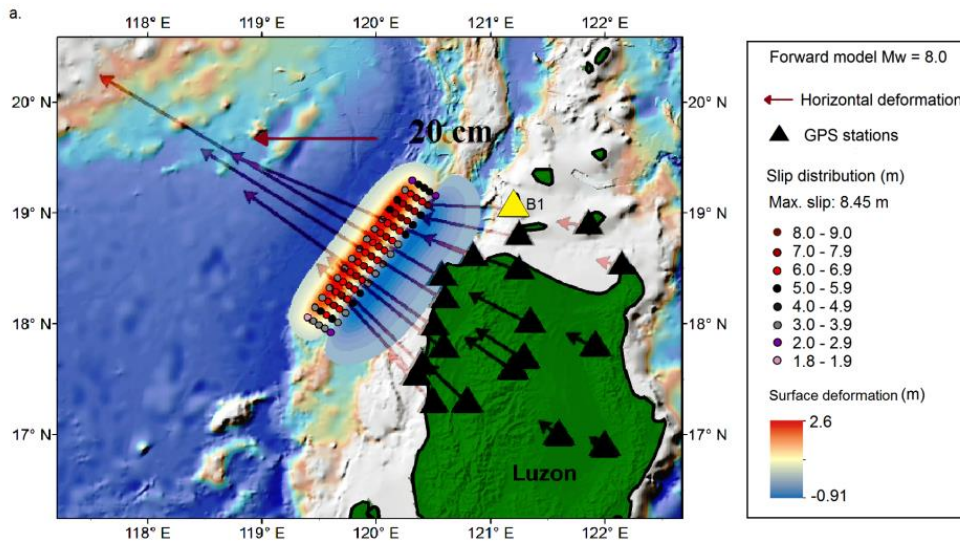 a.
118° E 119° E 120° E 121° E 122° E
20° N 20° N
19° N 19° N
18° N 18° N
17° N 17° N
20 cm
B1
Luzon
118° E 119° E 120° E 121° E 122° E
Forward model Mw = 8.0
Horizontal deformation
GPS stations
Slip distribution (m)
Max. slip: 8.45 m
8.0 - 9.0
7.0 - 7.9
6.0 - 6.9
5.0 - 5.9
4.0 - 4.9
3.0 - 3.9
2.0 - 2.9
1.8 - 1.9
Surface deformation (m)
2.6
-0.91